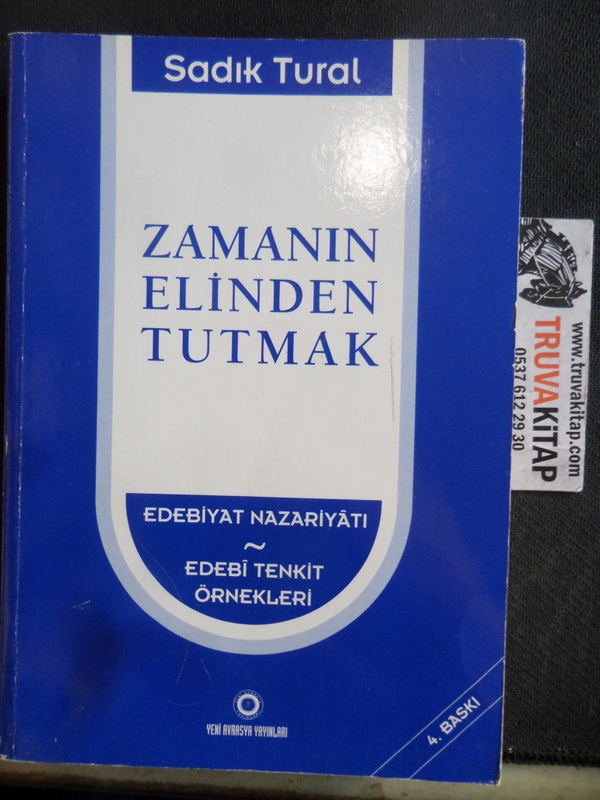 Sadık Tural
ZAMANIN
ELİNDEN
TUTMAK
EDEBİYAT NAZARİYÂTI
~
EDEBÎ TENKİT
ÖRNEKLERİ
YENİ AVRASYA YAYINLARI
4. BASKI
www.truvakitap.com
TRUVAKİTAP
0537 612 29 30